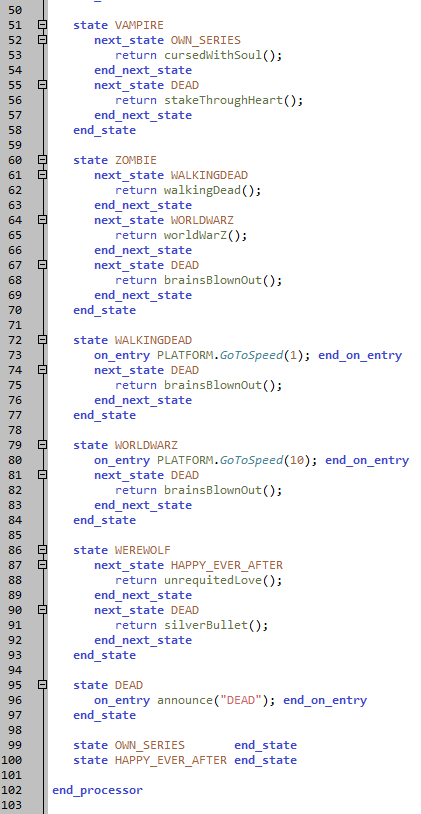 50
51 state VAMPIRE
52 next_state OWN_SERIES
53 return cursedWithSoul();
54 end_next_state
55 next_state DEAD
56 return stakeThroughHeart();
57 end_next_state
58 end_state
59
60 state ZOMBIE
61 next_state WALKINGDEAD
62 return walkingDead();
63 end_next_state
64 next_state WORLDWARZ
65 return worldWarZ();
66 end_next_state
67 next_state DEAD
68 return brainsBlownOut();
69 end_next_state
70 end_state
71
72 state WALKINGDEAD
73 on_entry PLATFORM.GoToSpeed(1); end_on_entry
74 next_state DEAD
75 return brainsBlownOut();
76 end_next_state
77 end_state
78
79 state WORLDWARZ
80 on_entry PLATFORM.GoToSpeed(10); end_on_entry
81 next_state DEAD
82 return brainsBlownOut();
83 end_next_state
84 end_state
85
86 state WEREWOLF
87 next_state HAPPY_EVER_AFTER
88 return unrequitedLove();
89 end_next_state
90 next_state DEAD
91 return silverBullet();
92 end_next_state
93 end_state
94
95 state DEAD
96 on_entry announce("DEAD"); end_on_entry
97 end_state
98
99 state OWN_SERIES end_state
100 state HAPPY_EVER_AFTER end_state
101
102 end_processor
103